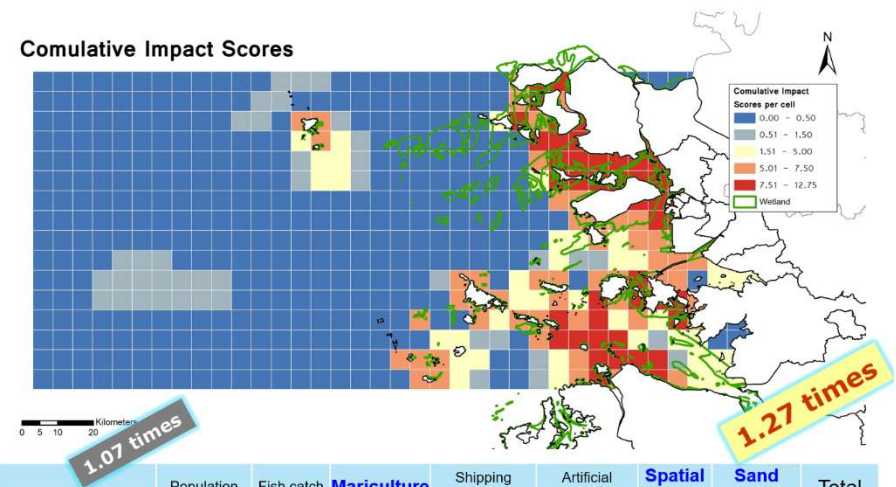 Comulative Impact Scores
N
Comulative Impact
Scores per cell
0.00 - 0.50
0.51 - 1.50
1.51 - 5.00
5.01 - 7.50
7.51 - 12.75
Wetland
Kilometers
0 5 10 20
1.07 times
1.27 times
Population Fish catch Mariculture Shipping Artificial Spatial Sand Total